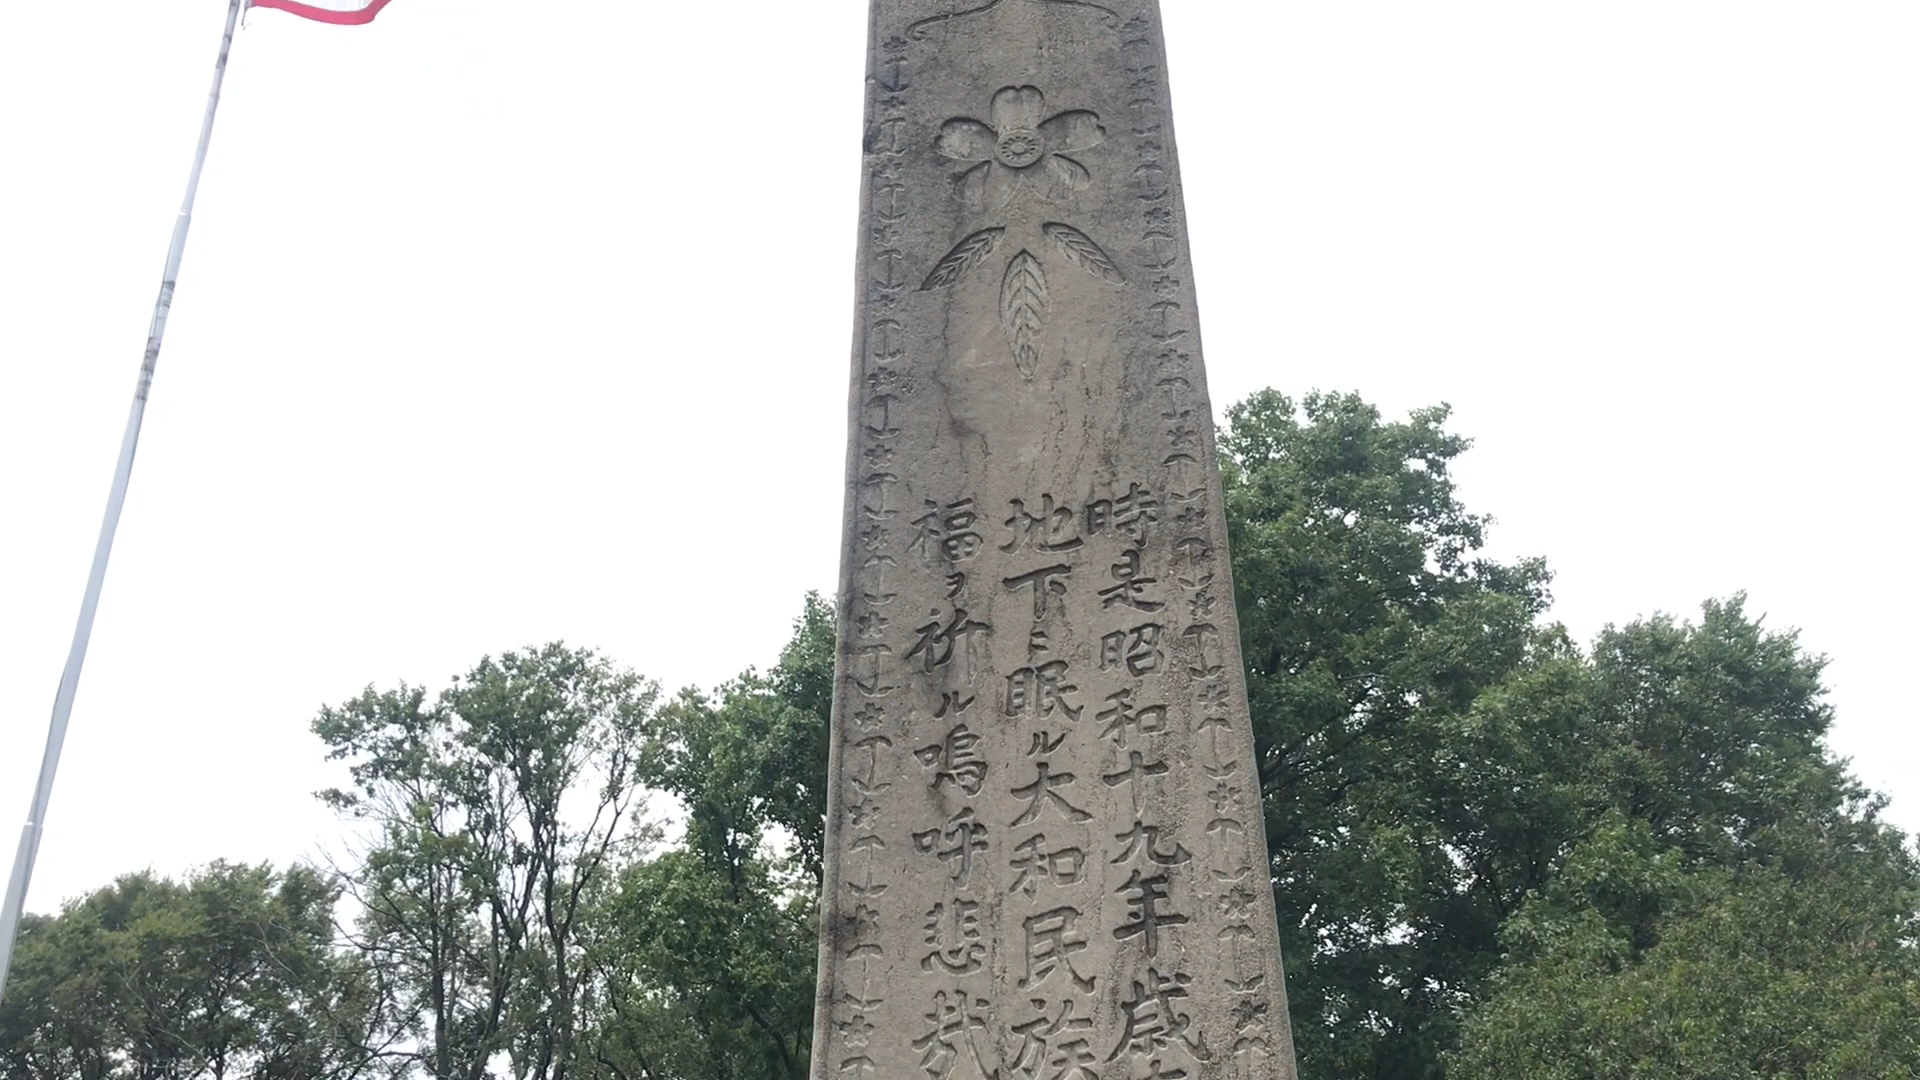 時是昭和十九年歳
地下ニ眠ル大和民族
福ヲ祈ル嗚呼悲哉